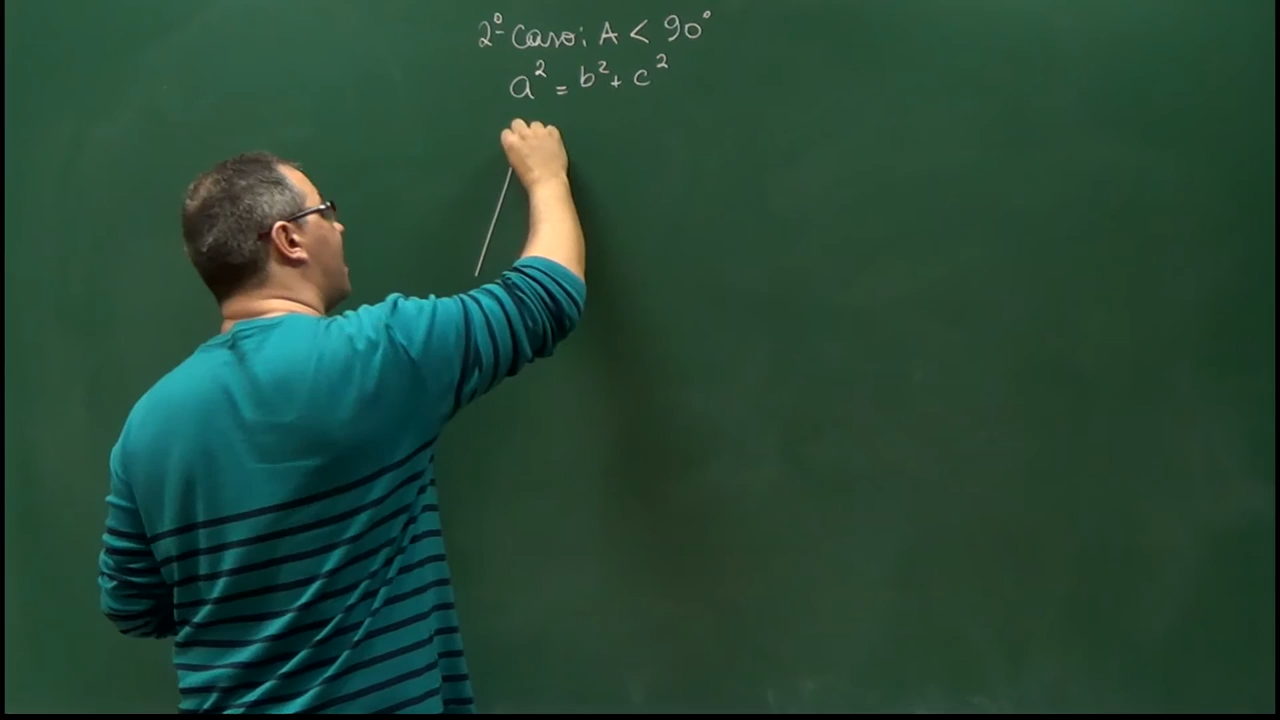 2º Caso: A < 90°
a² = b² + c²